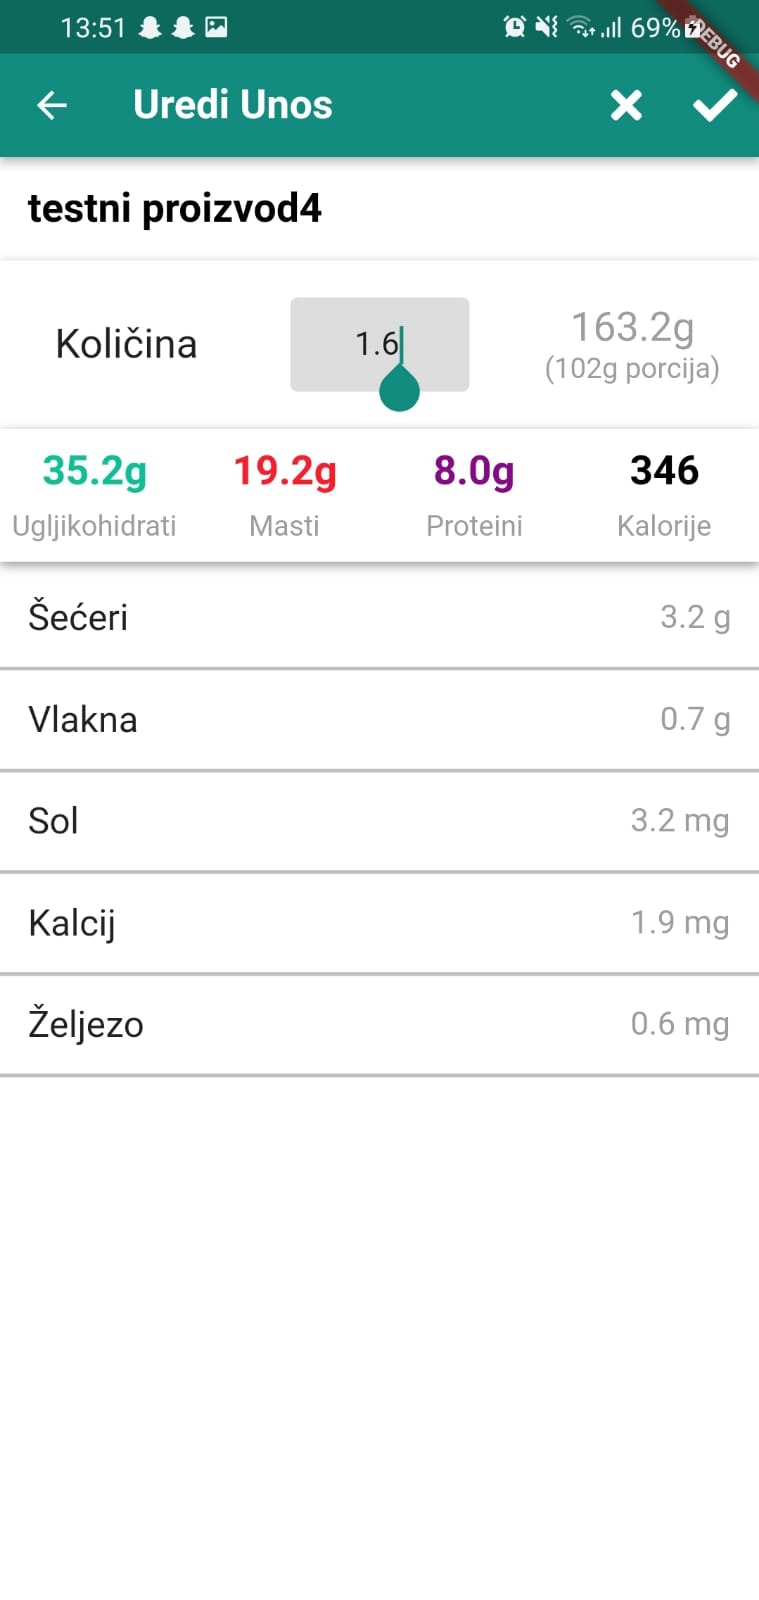 13:51 69%
DEBUG
Uredi Unos
testni proizvod4
Količina 1.6 163.2g
(102g porcija)
35.2g 19.2g 8.0g 346
Ugljikohidrati Masti Proteini Kalorije
Šećeri 3.2 g
Vlakna 0.7 g
Sol 3.2 mg
Kalcij 1.9 mg
Željezo 0.6 mg